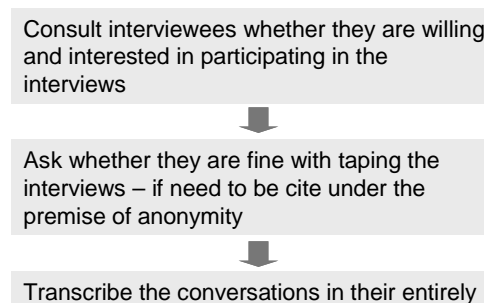 Consult interviewees whether they are willing
and interested in participating in the
interviews
Ask whether they are fine with taping the
interviews – if need to be cite under the
premise of anonymity
Transcribe the conversations in their entirely